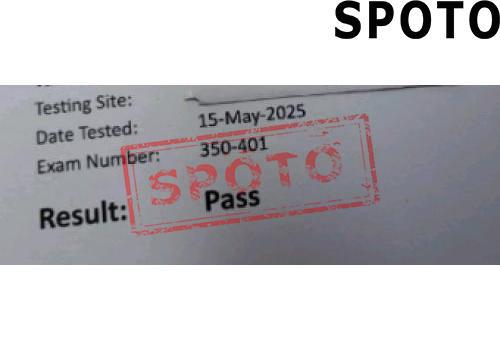 SPOTO
Testing Site:
Date Tested: 15-May-2025
Exam Number: 350-401
SPOTO
Result: Pass